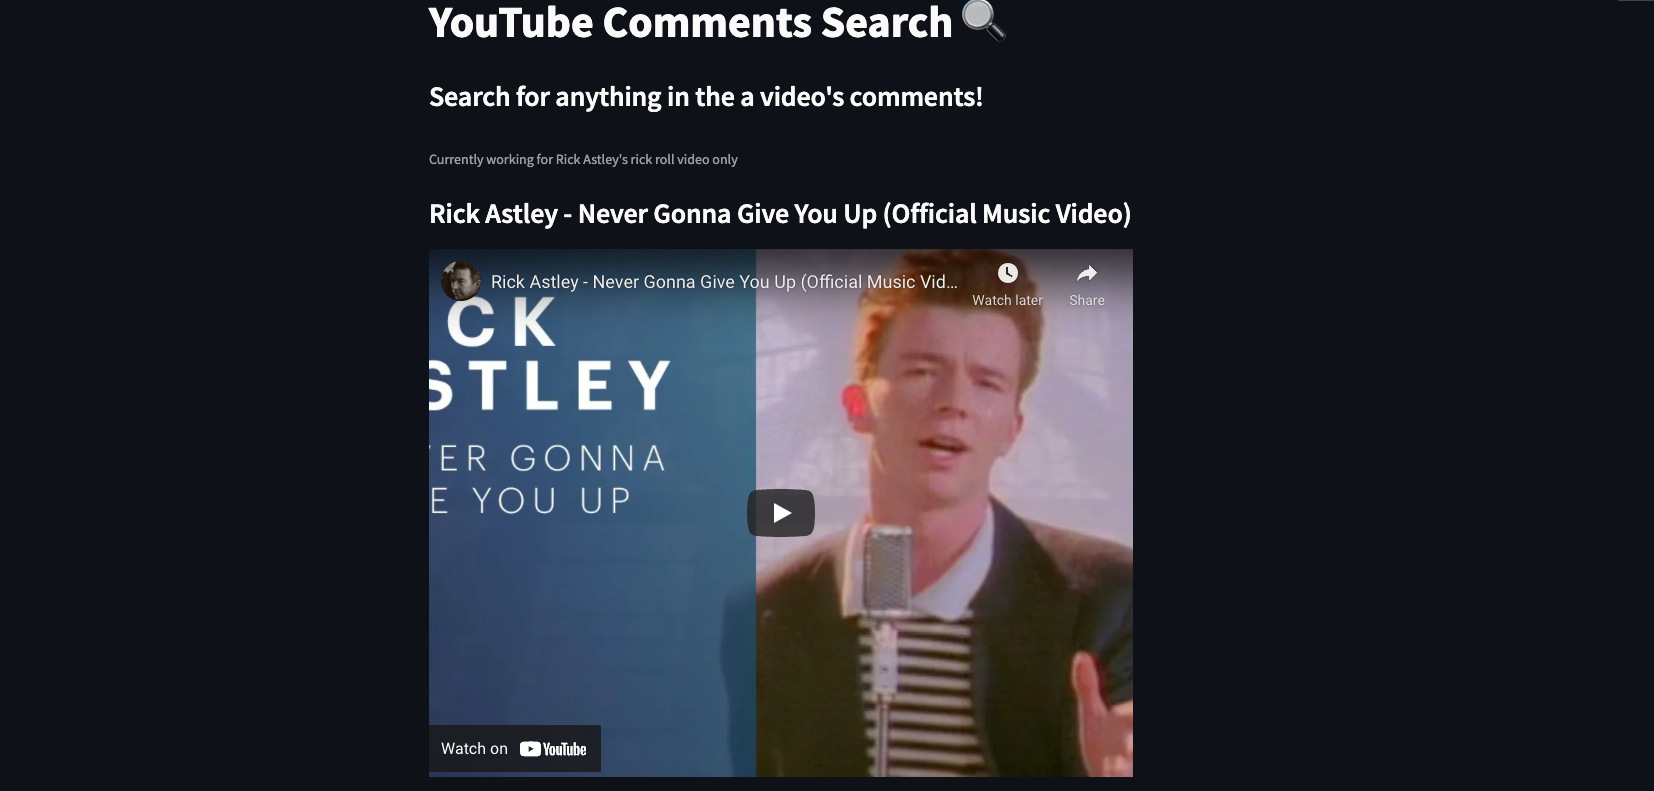 YouTube Comments Search
Search for anything in the a video's comments!
Currently working for Rick Astley's rick roll video only
Rick Astley - Never Gonna Give You Up (Official Music Video)
Rick Astley - Never Gonna Give You Up (Official Music Vid...
Watch later
Share
CK
STLEY
VER GONNA
E YOU UP
Watch on YouTube